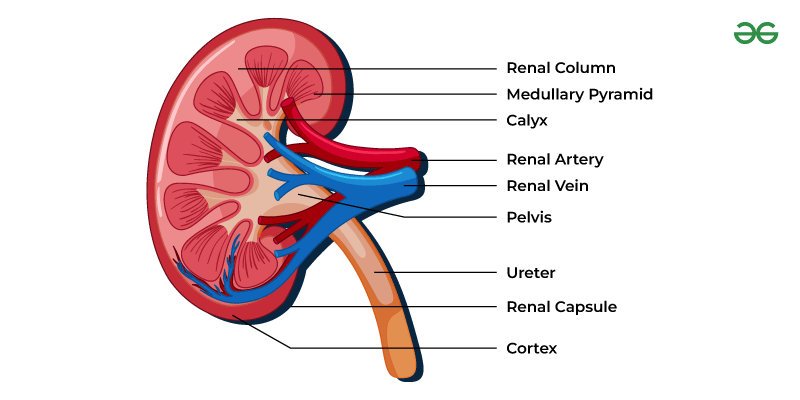 Renal Column
Medullary Pyramid
Calyx
Renal Artery
Renal Vein
Pelvis
Ureter
Renal Capsule
Cortex